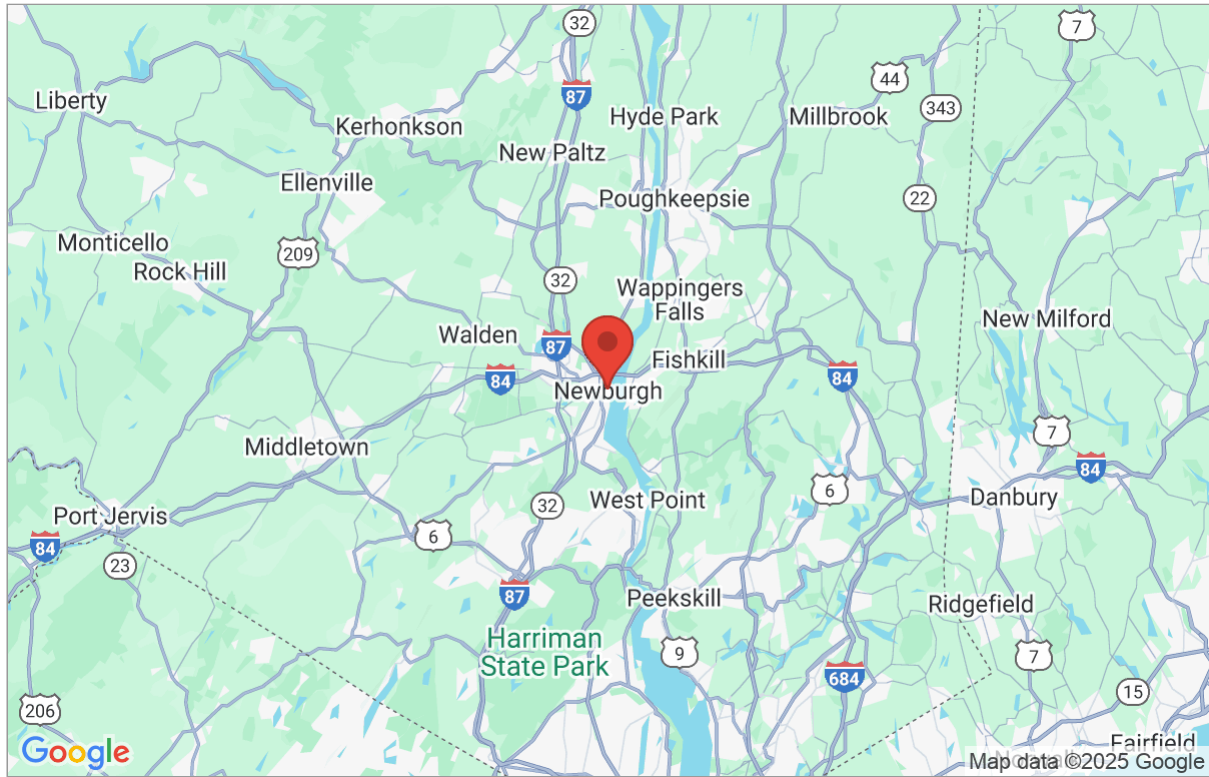 7
32
44
87
Liberty
343
Hyde Park
Millbrook
Kerhonkson
New Paltz
Ellenville
22
Poughkeepsie
Monticello
209
Rock Hill
32
Wappingers
Falls
New Milford
Walden
87
Fishkill
84
84
Newburgh
7
Middletown
84
6
Danbury
West Point
32
Port Jervis
6
84
23
87
Peekskill
Ridgefield
Harriman
State Park
9
7
684
15
206
Google
Fairfield
Map data ©2025 Google